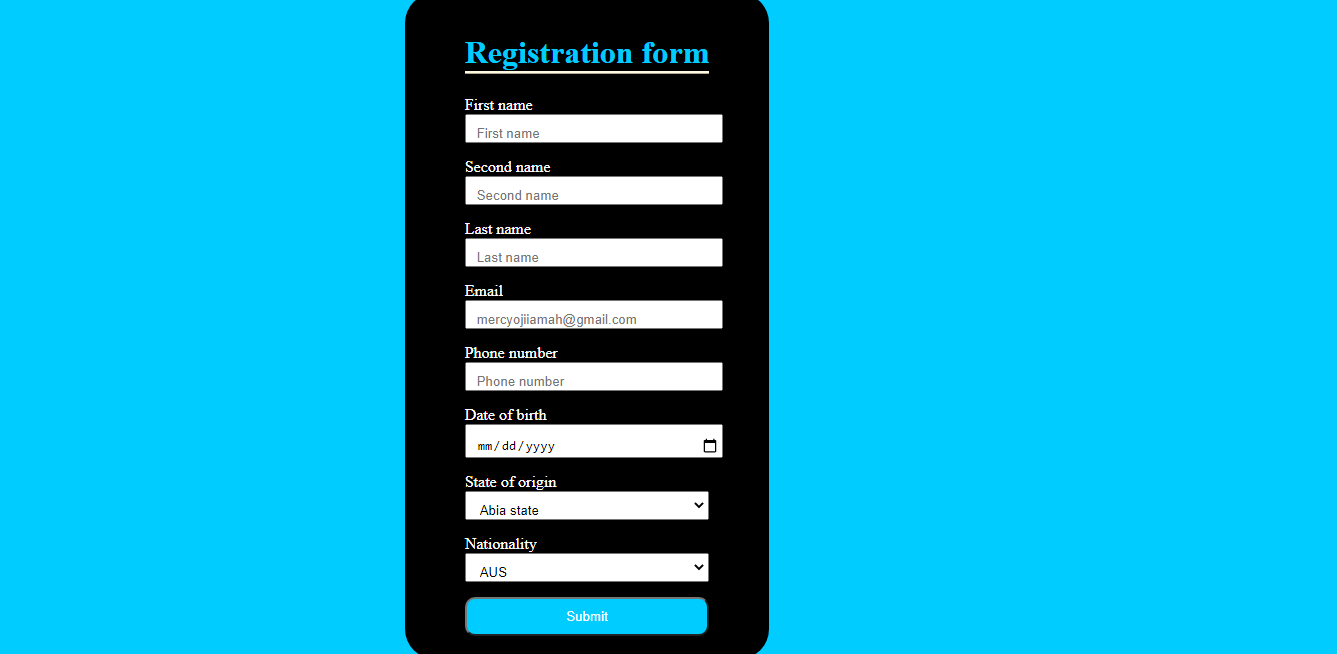 Registration form
First name
First name
Second name
Second name
Last name
Last name
Email
mercyojiiamah@gmail.com
Phone number
Phone number
Date of birth
mm/dd/yyyy
State of origin
Abia state
Nationality
AUS
Submit